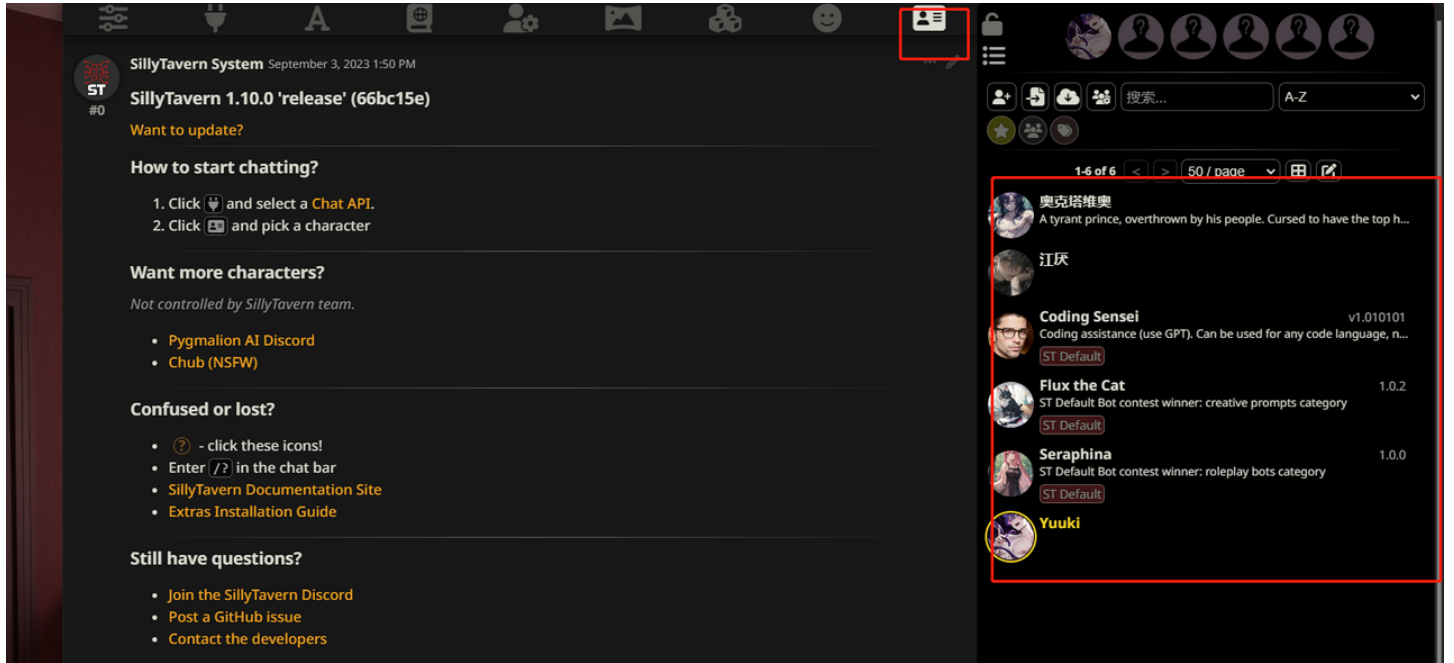 SillyTavern System September 3, 2023 1:50 PM
ST
#0
SillyTavern 1.10.0 'release' (66bc15e)
Want to update?
How to start chatting?
1. Click and select a Chat API.
2. Click and pick a character
Want more characters?
Not controlled by SillyTavern team.
Pygmalion AI Discord
Chub (NSFW)
Confused or lost?
? - click these icons!
Enter /? in the chat bar
SillyTavern Documentation Site
Extras Installation Guide
Still have questions?
Join the SillyTavern Discord
Post a GitHub issue
Contact the developers
搜索...
A-Z
1-6 of 6 < > 50 / page
奥克塔维奥
A tyrant prince, overthrown by his people. Cursed to have the top h...
江厌
Coding Sensei v1.010101
Coding assistance (use GPT). Can be used for any code language, n...
ST Default
Flux the Cat 1.0.2
ST Default Bot contest winner: creative prompts category
ST Default
Seraphina 1.0.0
ST Default Bot contest winner: roleplay bots category
ST Default
Yuuki